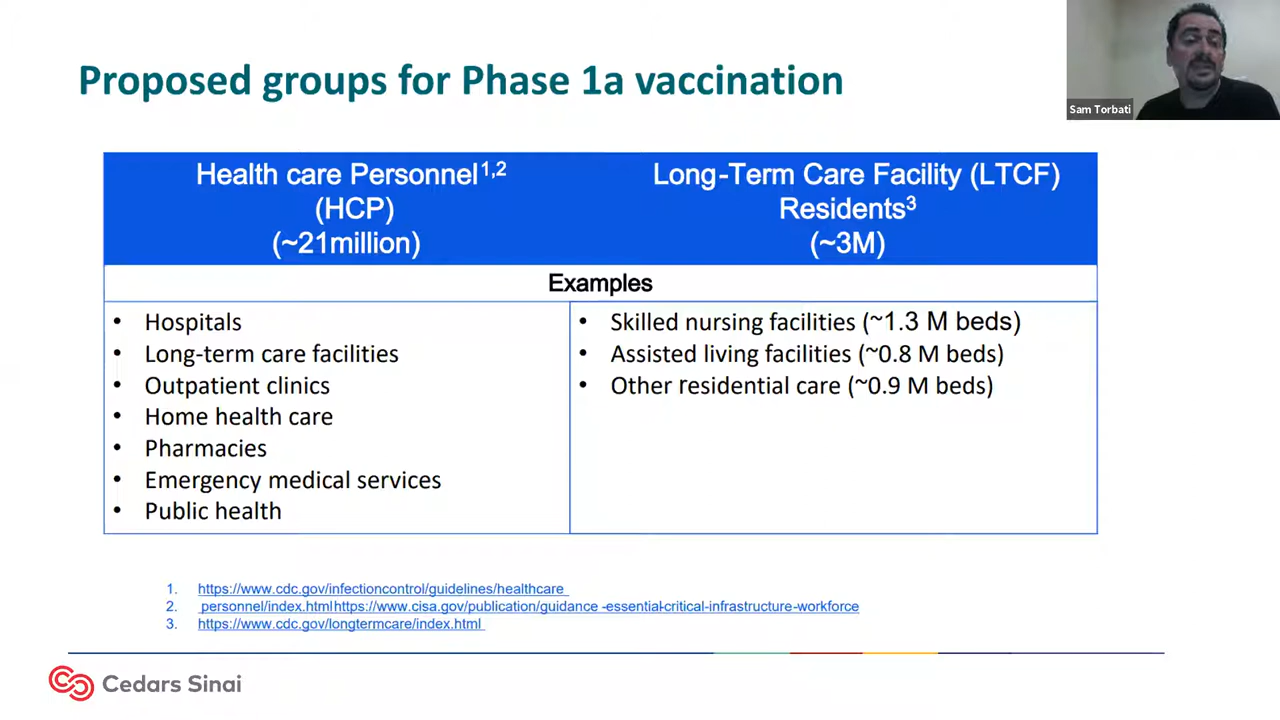 Proposed groups for Phase 1a vaccination
Sam Torbati
Health care Personnel1,2
(HCP)
(~21million)
Long-Term Care Facility (LTCF)
Residents3
(~3M)
Examples
• Hospitals
• Long-term care facilities
• Outpatient clinics
• Home health care
• Pharmacies
• Emergency medical services
• Public health
• Skilled nursing facilities (~1.3 M beds)
• Assisted living facilities (~0.8 M beds)
• Other residential care (~0.9 M beds)
1. https://www.cdc.gov/infectioncontrol/guidelines/healthcare
2. personnel/index.htmlhttps://www.cisa.gov/publication/guidance -essential-critical-infrastructure-workforce
3. https://www.cdc.gov/longtermcare/index.html
Cedars Sinai